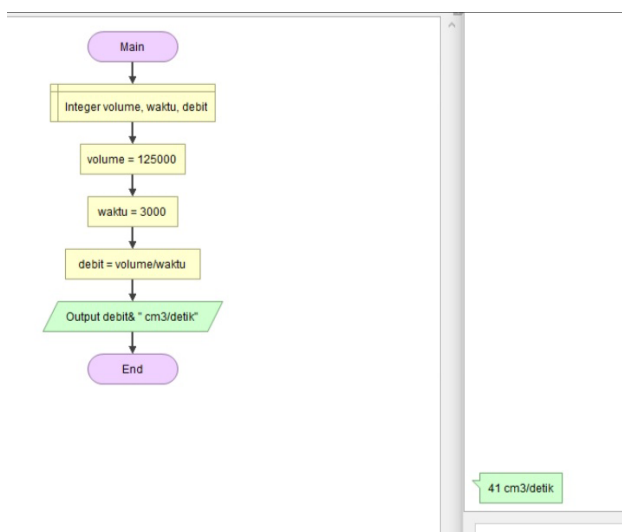 Main
Integer volume, waktu, debit
volume = 125000
waktu = 3000
debit = volume/waktu
Output debit& " cm3/detik"
End
41 cm3/detik